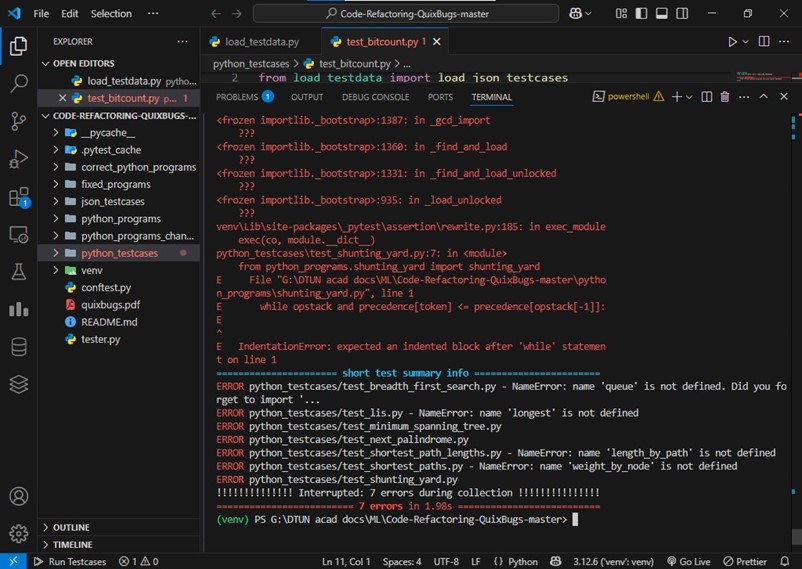 File Edit Selection ··· Code-Refactoring-QuixBugs-master
EXPLORER ···
OPEN EDITORS
load_testdata.py pytho...
test_bitcount.py p... 1
CODE-REFACTORING-QUIXBUGS-...
__pycache__
.pytest_cache
correct_python_programs
fixed_programs
json_testcases
python_programs
python_programs_chan...
python_testcases
venv
conftest.py
quixbugs.pdf
README.md
tester.py
OUTLINE
TIMELINE
1
load_testdata.py test_bitcount.py 1
python_testcases > test_bitcount.py > ...
2 from load_testdata import load_json_testcases
PROBLEMS 1 OUTPUT DEBUG CONSOLE PORTS TERMINAL powershell
<frozen importlib._bootstrap>:1387: in _gcd_import
???
<frozen importlib._bootstrap>:1360: in _find_and_load
???
<frozen importlib._bootstrap>:1331: in _find_and_load_unlocked
???
<frozen importlib._bootstrap>:935: in _load_unlocked
???
venv\Lib\site-packages\_pytest\assertion\rewrite.py:185: in exec_module
exec(co, module.__dict__)
python_testcases\test_shunting_yard.py:7: in <module>
from python_programs.shunting_yard import shunting_yard
E File "G:\DTUN acad docs\ML\Code-Refactoring-QuixBugs-master\pytho
n_programs\shunting_yard.py", line 1
E while opstack and precedence[token] <= precedence[opstack[-1]]:
E
^
E IndentationError: expected an indented block after 'while' statemen
t on line 1
===================== short test summary info ======================
ERROR python_testcases/test_breadth_first_search.py - NameError: name 'queue' is not defined. Did you fo
rget to import '...
ERROR python_testcases/test_lis.py - NameError: name 'longest' is not defined
ERROR python_testcases/test_minimum_spanning_tree.py
ERROR python_testcases/test_next_palindrome.py
ERROR python_testcases/test_shortest_path_lengths.py - NameError: name 'length_by_path' is not defined
ERROR python_testcases/test_shortest_paths.py - NameError: name 'weight_by_node' is not defined
ERROR python_testcases/test_shunting_yard.py
!!!!!!!!!!!!!! Interrupted: 7 errors during collection !!!!!!!!!!!!!!!
======================== 7 errors in 1.98s =========================
(venv) PS G:\DTUN acad docs\ML\Code-Refactoring-QuixBugs-master>
Run Testcases 1 0 Ln 11, Col 1 Spaces: 4 UTF-8 LF Python 3.12.6 ('venv': venv) Go Live Prettier